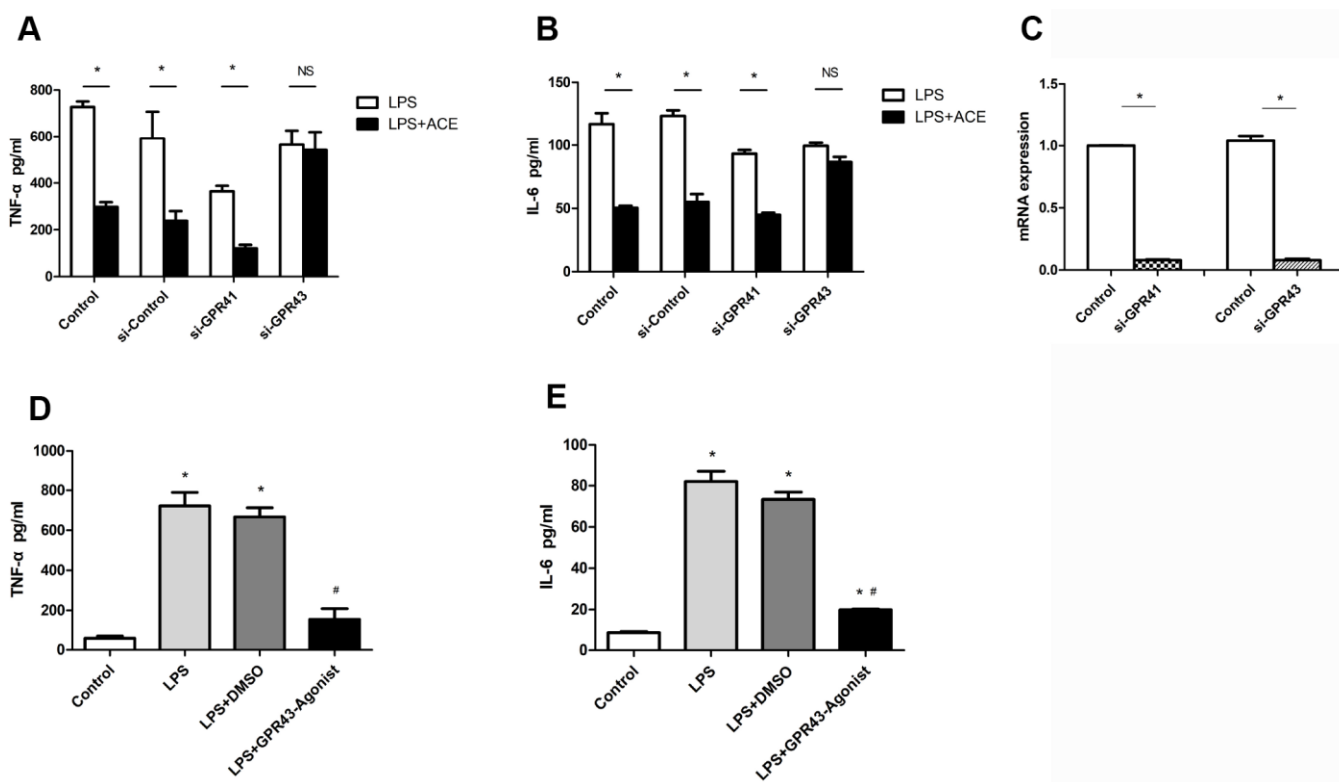 A
TNF-α pg/ml
800
600
400
200
0
* * * NS
LPS
LPS+ACE
Control
si-Control
si-GPR41
si-GPR43
B
IL-6 pg/ml
150
100
50
0
* * * NS
LPS
LPS+ACE
Control
si-Control
si-GPR41
si-GPR43
C
mRNA expression
1.5
1.0
0.5
0.0
* *
Control
si-GPR41
Control
si-GPR43
D
TNF-α pg/ml
1000
800
600
400
200
0
* * #
Control
LPS
LPS+DMSO
LPS+GPR43-Agonist
E
IL-6 pg/ml
100
80
60
40
20
0
* * * #
Control
LPS
LPS+DMSO
LPS+GPR43-Agonist